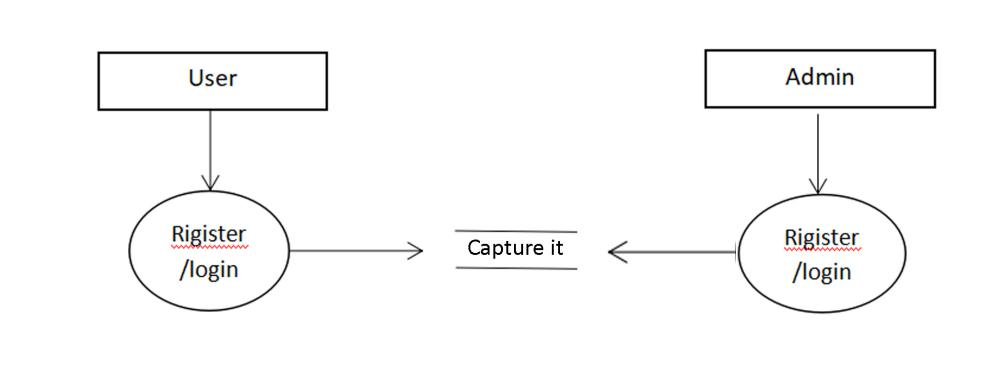 User
Admin
Rigister
/login
Capture it
Rigister
/login